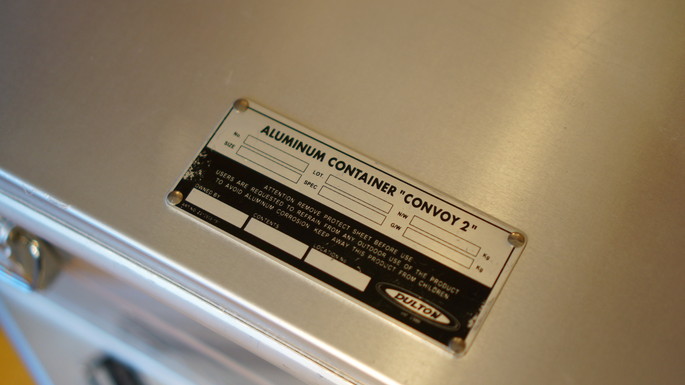 ALUMINUM CONTAINER "CONVOY 2"
No. LOT N/W Kg
SIZE SPEC G/W Kg
ATTENTION: REMOVE PROTECT SHEET BEFORE USE
USERS ARE REQUESTED TO REFRAIN FROM ANY OUTDOOR USE OF THE PRODUCT
TO AVOID ALUMINUM CORROSION. KEEP AWAY THIS PRODUCT FROM CHILDREN
OWNED BY
CONTENTS
LOCATION No.
DULTON